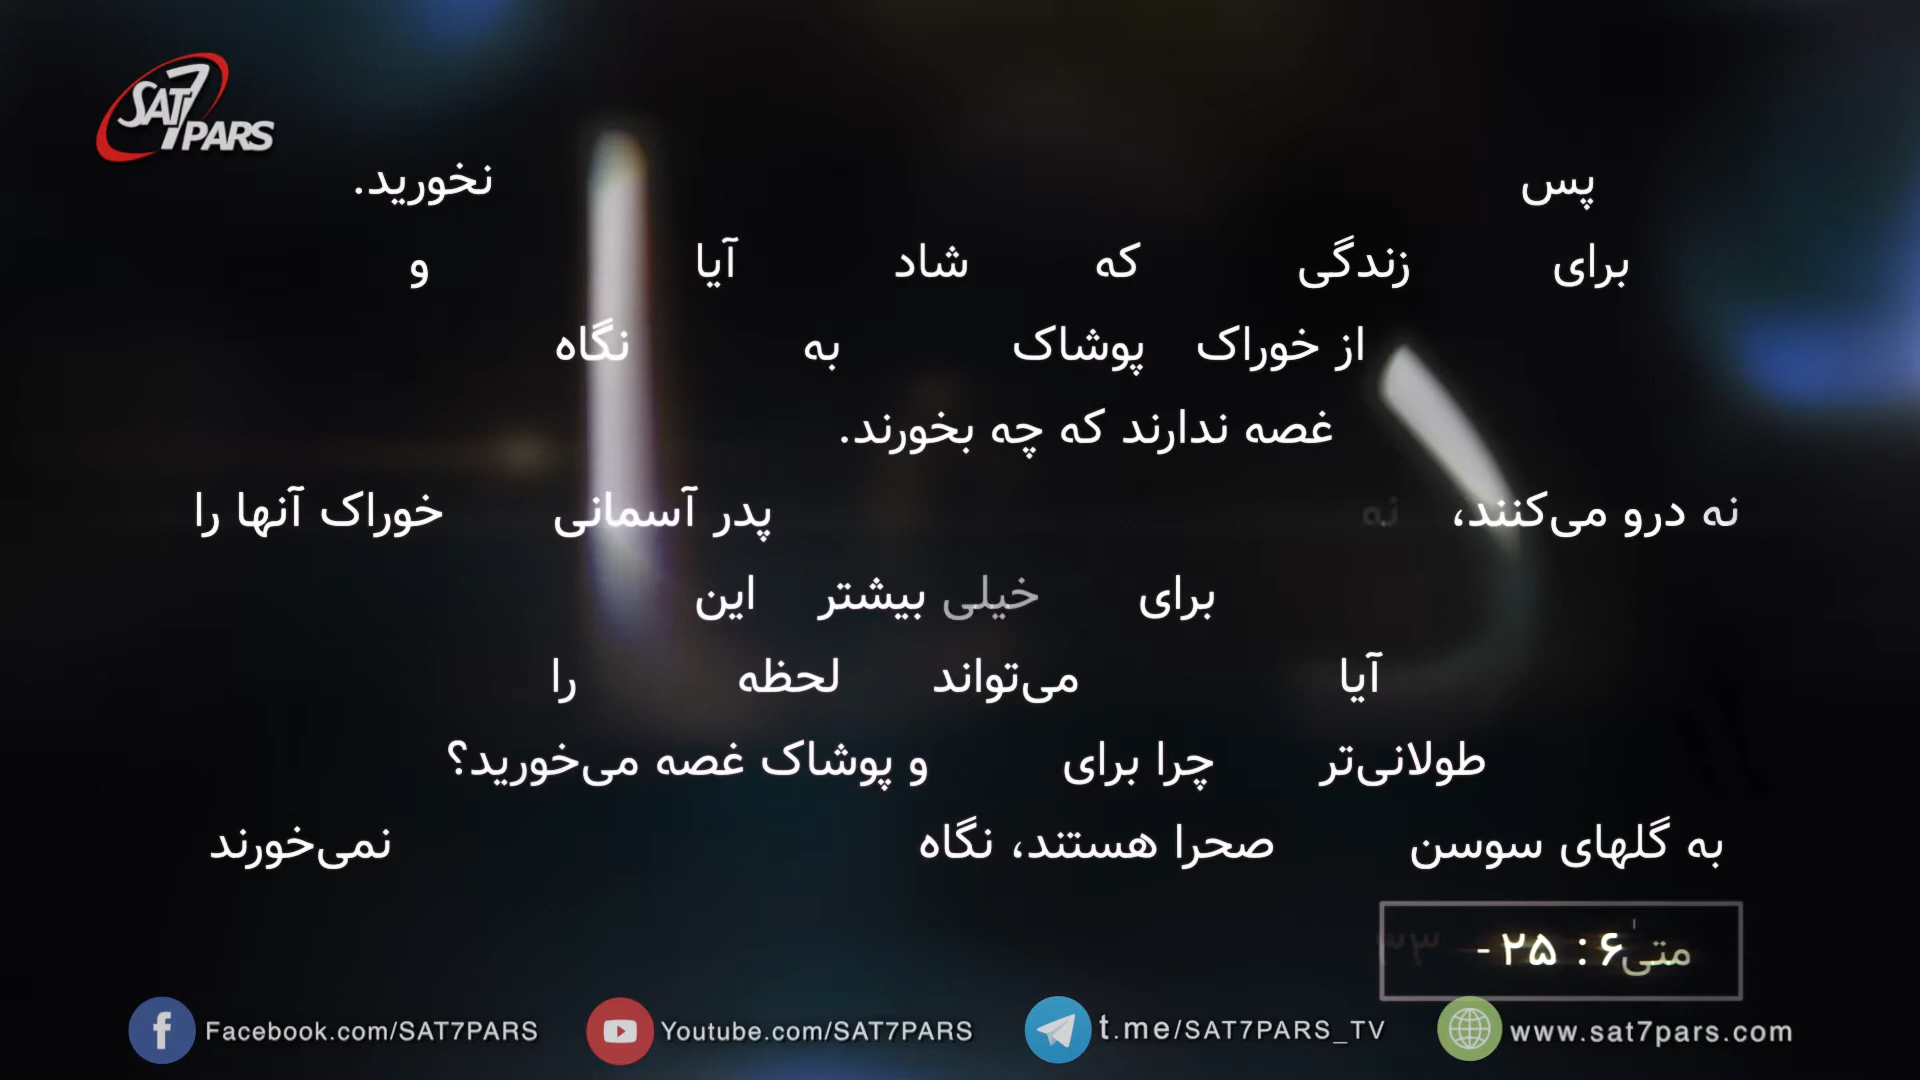 SAT7 PARS
پس نخورید.
برای زندگی که شاد آیا و
از خوراک پوشاک به نگاه
غصه ندارند که چه بخورند.
نه درو می‌کنند، نه پدر آسمانی خوراک آنها را
برای خیلی بیشتر این
آیا می‌تواند لحظه را
طولانی‌تر چرا برای و پوشاک غصه می‌خورید؟
به گلهای سوسن صحرا هستند، نگاه نمی‌خورند
متیٰ ۶ : ۲۵ - ۳۳
Facebook.com/SAT7PARS Youtube.com/SAT7PARS t.me/SAT7PARS_TV www.sat7pars.com